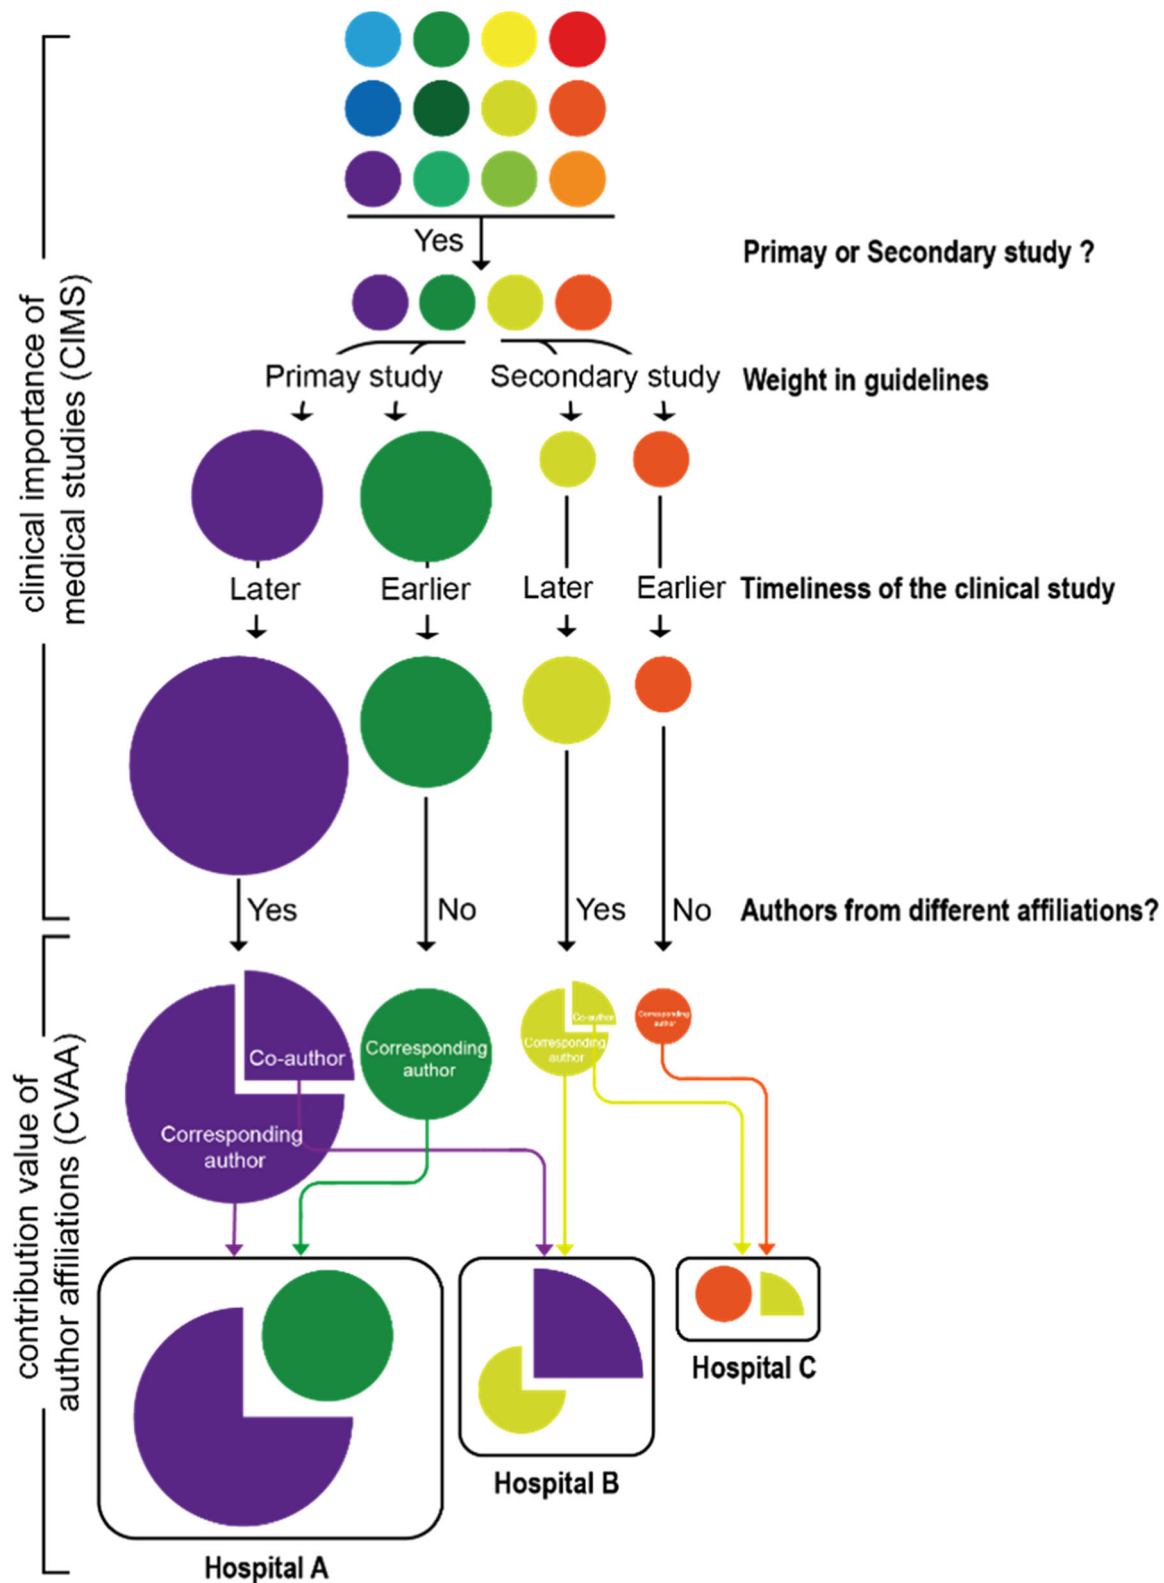 clinical importance of
medical studies (CIMS)
Yes
Primay or Secondary study ?
Primay study
Secondary study
Weight in guidelines
Later
Earlier
Later
Earlier
Timeliness of the clinical study
Yes
No
Yes
No
Authors from different affiliations?
contribution value of
author affiliations (CVAA)
Co-author
Corresponding
author
Corresponding
author
Co-author
Corresponding
author
Corresponding
author
Hospital A
Hospital B
Hospital C